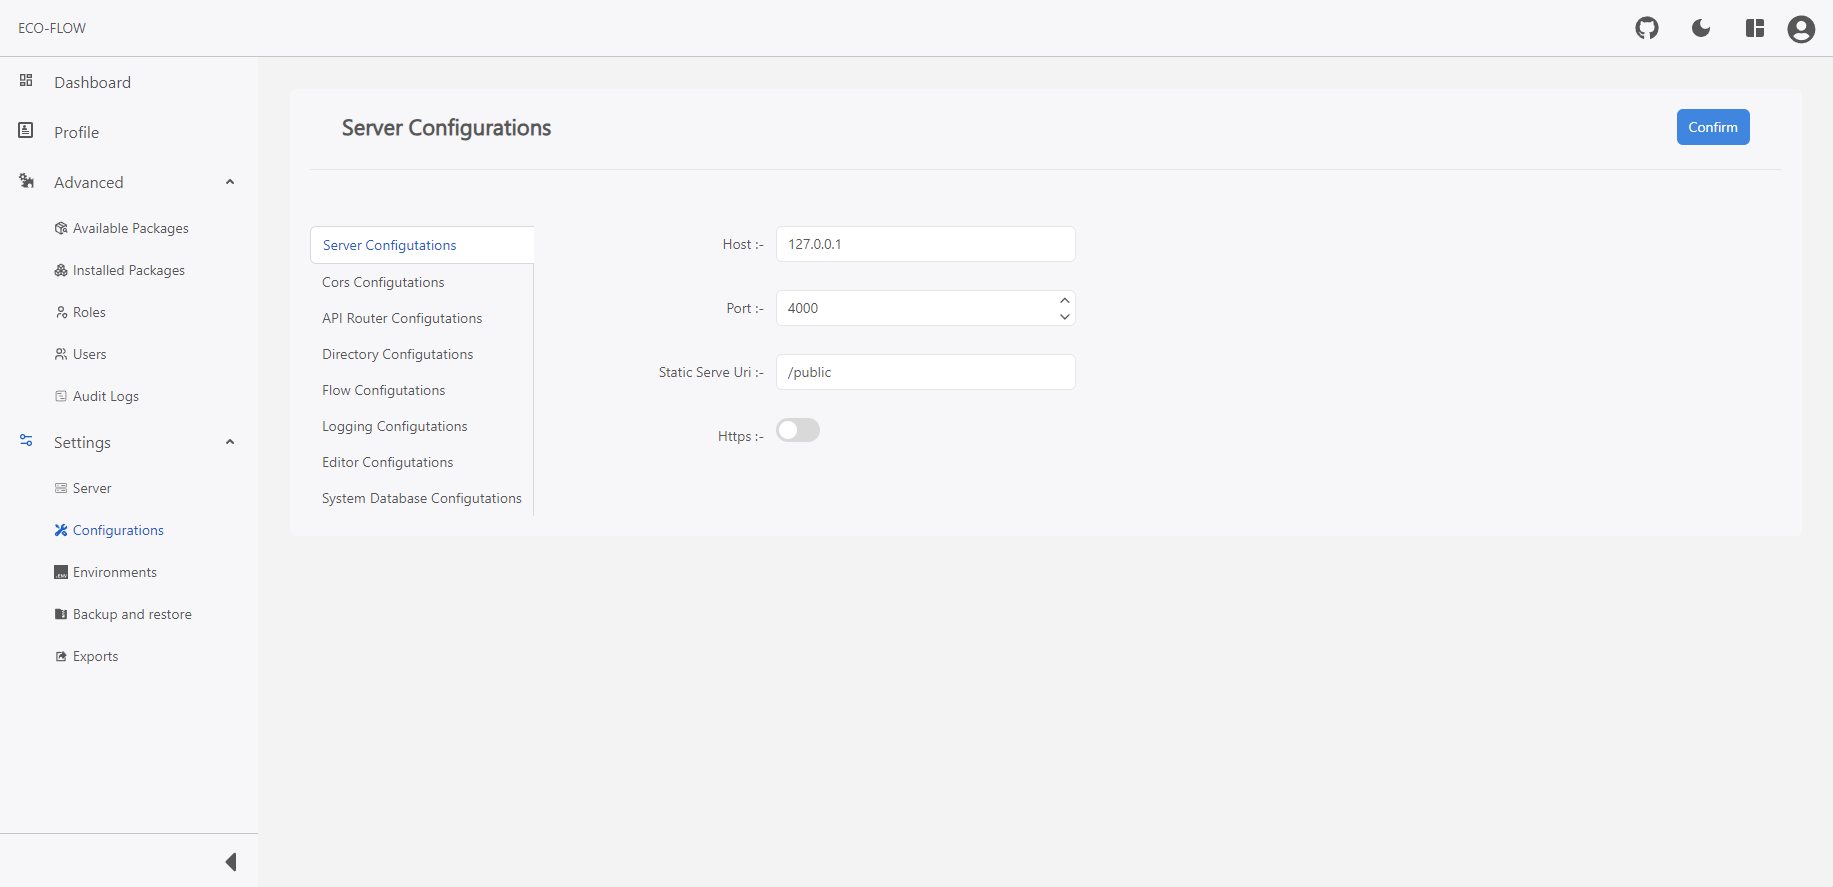 ECO-FLOW
Dashboard
Profile
Advanced
Available Packages
Installed Packages
Roles
Users
Audit Logs
Settings
Server
Configurations
.ENV Environments
Backup and restore
Exports
Server Configurations
Confirm
Server Configutations
Cors Configutations
API Router Configutations
Directory Configutations
Flow Configutations
Logging Configutations
Editor Configutations
System Database Configutations
Host :- 127.0.0.1
Port :- 4000
Static Serve Uri :- /public
Https :-